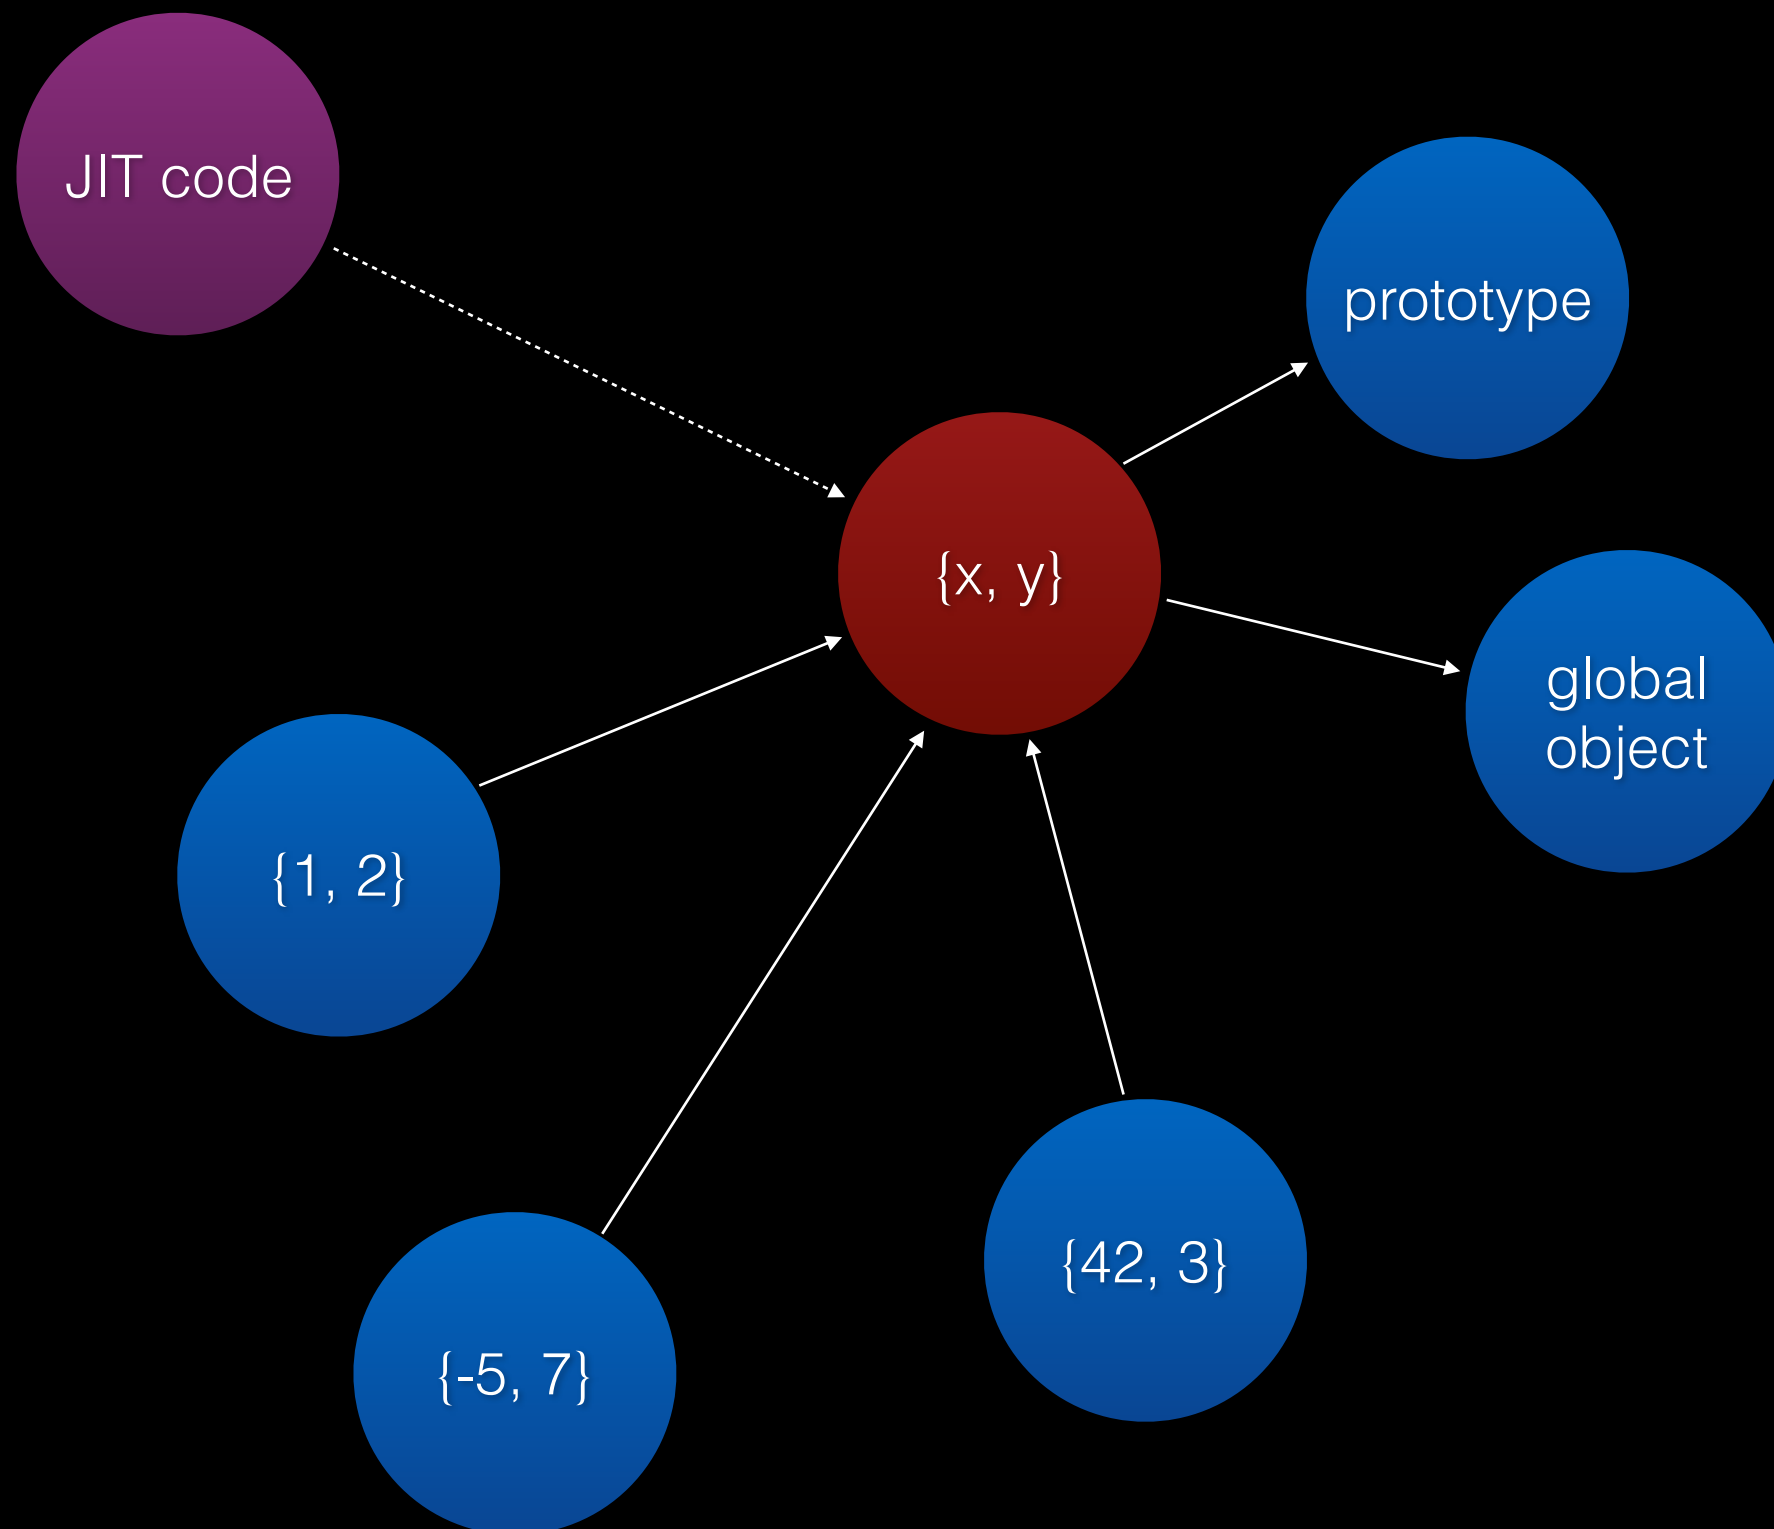 JIT code
prototype
{x, y}
global
object
{1, 2}
{42, 3}
{-5, 7}